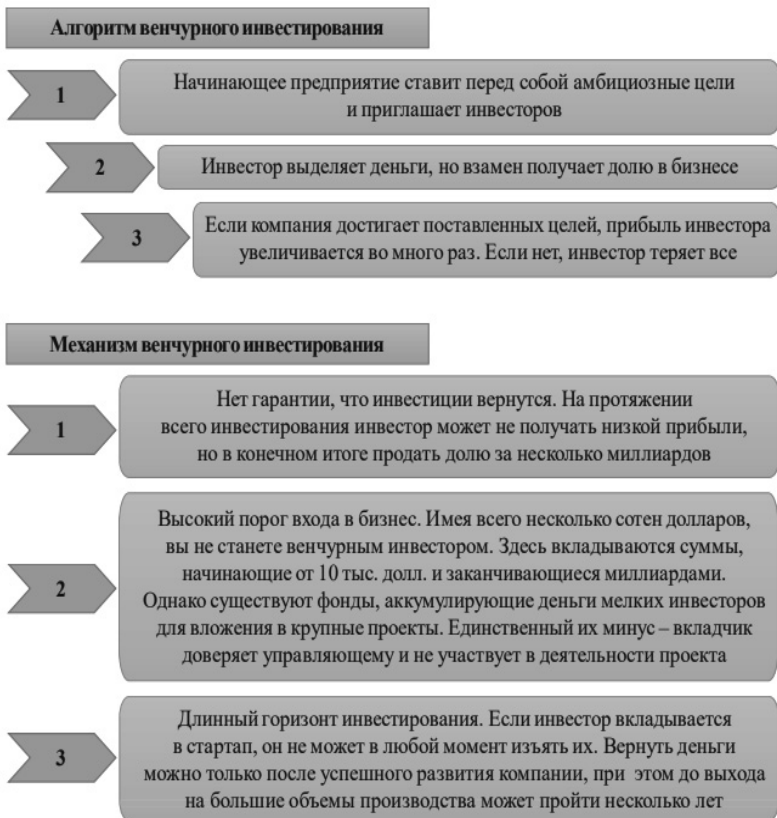 Алгоритм венчурного инвестирования
1
Начинающее предприятие ставит перед собой амбициозные цели
и приглашает инвесторов
2
Инвестор выделяет деньги, но взамен получает долю в бизнесе
3
Если компания достигает поставленных целей, прибыль инвестора
увеличивается во много раз. Если нет, инвестор теряет все
Механизм венчурного инвестирования
1
Нет гарантии, что инвестиции вернутся. На протяжении
всего инвестирования инвестор может не получать низкой прибыли,
но в конечном итоге продать долю за несколько миллиардов
2
Высокий порог входа в бизнес. Имея всего несколько сотен долларов,
вы не станете венчурным инвестором. Здесь вкладываются суммы,
начинающие от 10 тыс. долл. и заканчивающиеся миллиардами.
Однако существуют фонды, аккумулирующие деньги мелких инвесторов
для вложения в крупные проекты. Единственный их минус – вкладчик
доверяет управляющему и не участвует в деятельности проекта
3
Длинный горизонт инвестирования. Если инвестор вкладывается
в стартап, он не может в любой момент изъять их. Вернуть деньги
можно только после успешного развития компании, при этом до выхода
на большие объемы производства может пройти несколько лет